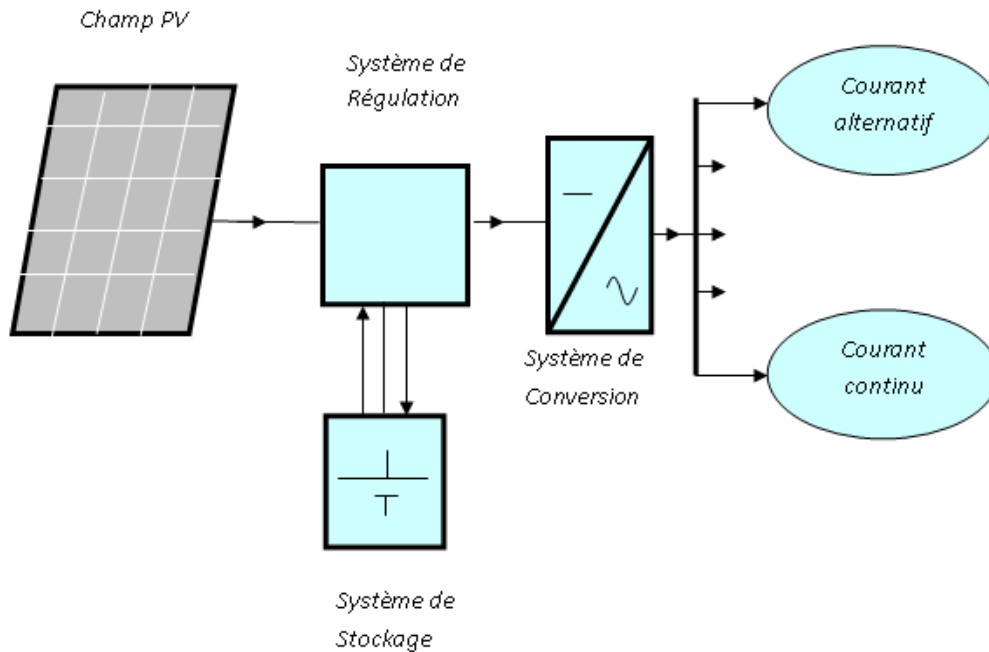 Champ PV
Système de
Régulation
Courant
alternatif
Système de
Conversion
Courant
continu
Système de
Stockage